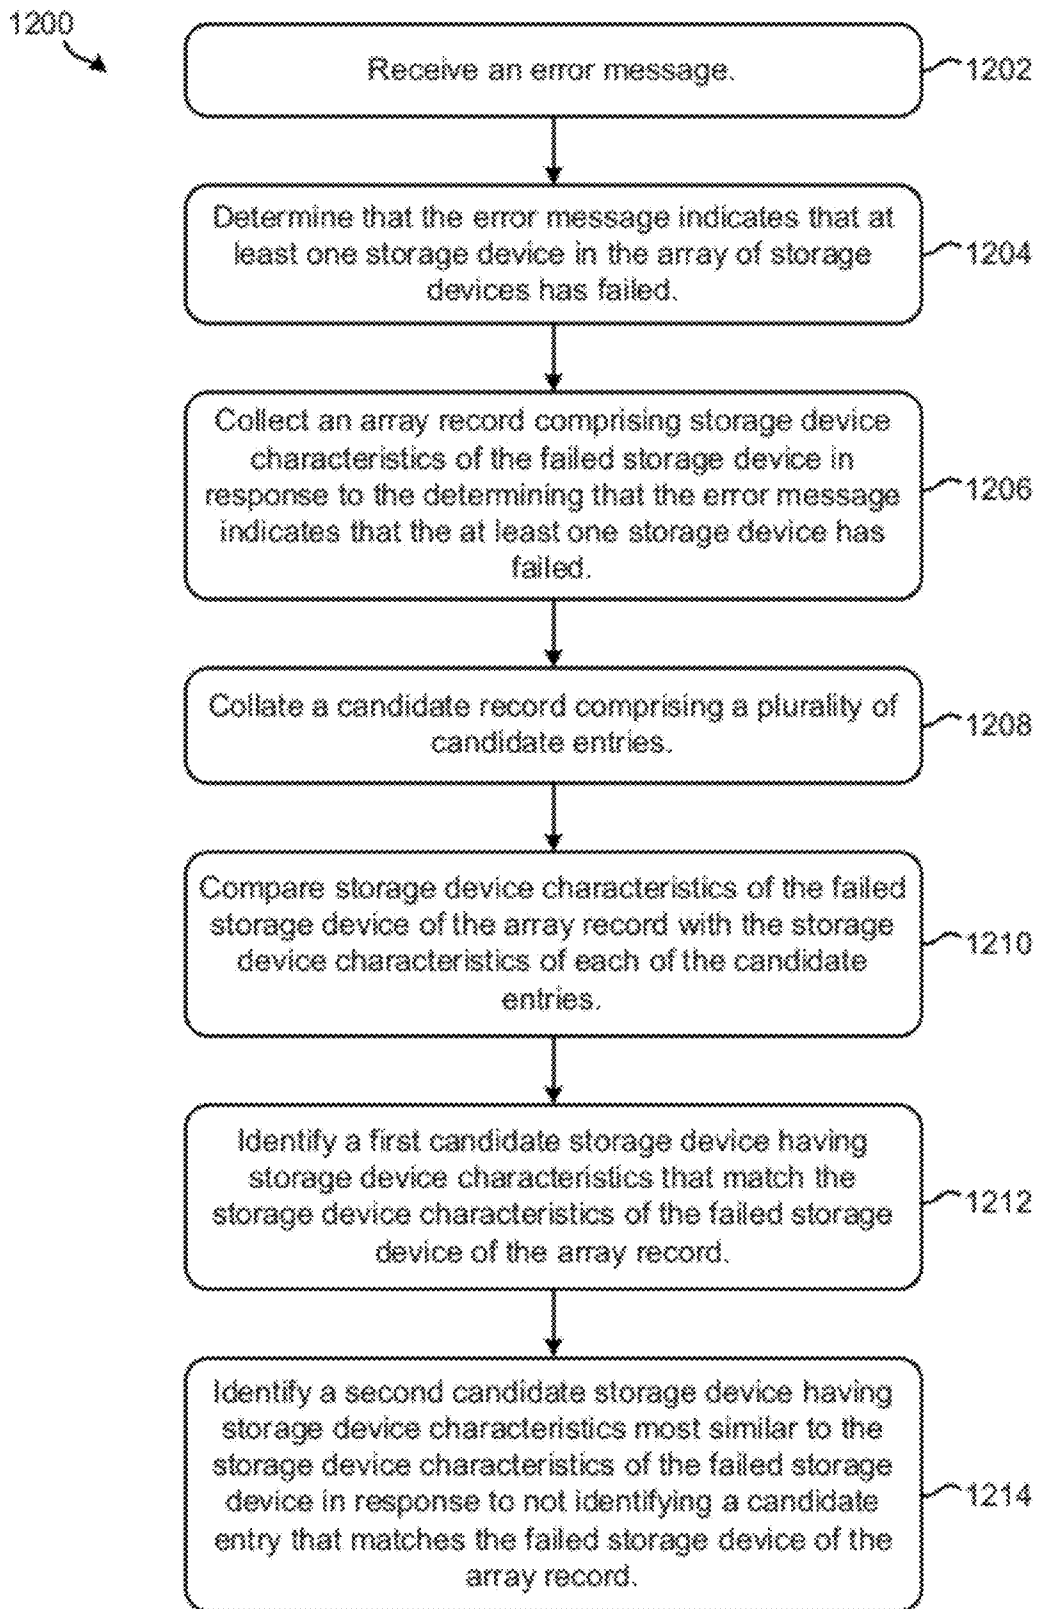 1200
Receive an error message.
1202
Determine that the error message indicates that at
least one storage device in the array of storage
devices has failed.
1204
Collect an array record comprising storage device
characteristics of the failed storage device in
response to the determining that the error message
indicates that the at least one storage device has
failed.
1206
Collate a candidate record comprising a plurality of
candidate entries.
1208
Compare storage device characteristics of the failed
storage device of the array record with the storage
device characteristics of each of the candidate
entries.
1210
Identify a first candidate storage device having
storage device characteristics that match the
storage device characteristics of the failed storage
device of the array record.
1212
Identify a second candidate storage device having
storage device characteristics most similar to the
storage device characteristics of the failed storage
device in response to not identifying a candidate
entry that matches the failed storage device of the
array record.
1214